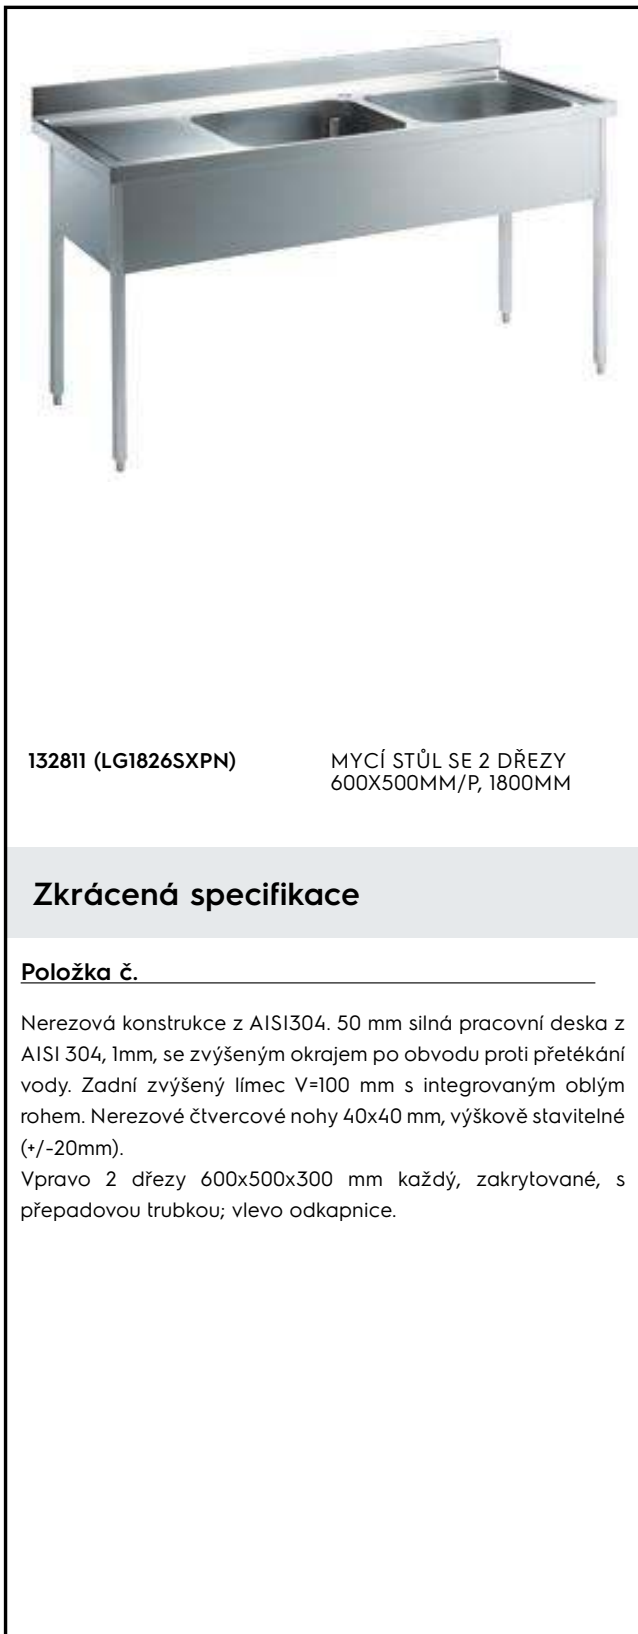 132811 (LG1826SXPN)
MYCÍ STŮL SE 2 DŘEZY
600X500MM/P, 1800MM
Zkrácená specifikace
Položka č.
Nerezová konstrukce z AISI304. 50 mm silná pracovní deska z
AISI 304, 1mm, se zvýšeným okrajem po obvodu proti přetékání
vody. Zadní zvýšený límec V=100 mm s integrovaným oblým
rohem. Nerezové čtvercové nohy 40x40 mm, výškově stavitelné
(+/-20mm).
Vpravo 2 dřezy 600x500x300 mm každý, zakrytované, s
přepadovou trubkou; vlevo odkapnice.